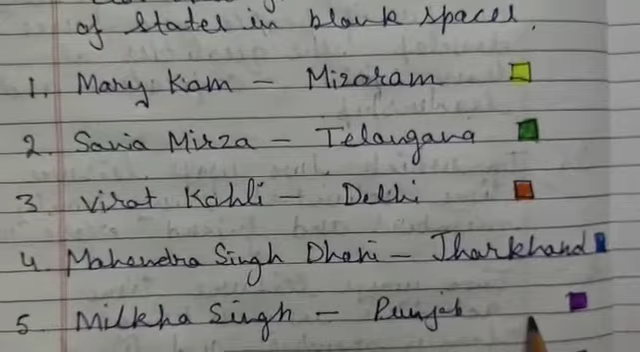 of States in blank spaces.
1. Mary Kam - Mizoram
2. Sania Mirza - Telangana
3 Virat Kohli - Delhi
4. Mahendra Singh Dhoni - Jharkhand
5. Milkha Singh - Punjab